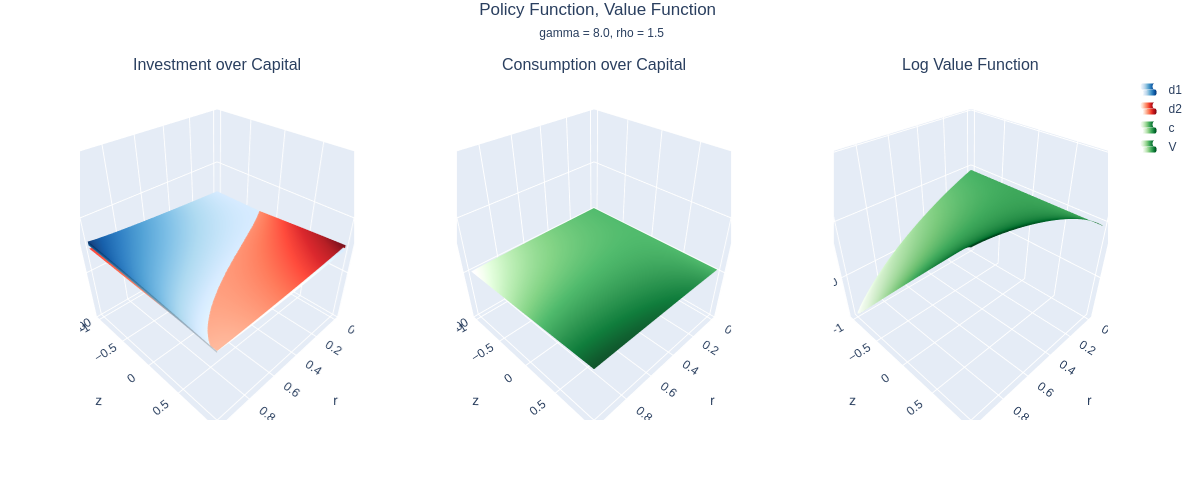 Policy Function, Value Function
gamma = 8.0, rho = 1.5
Investment over Capital
Consumption over Capital
Log Value Function
d1
d2
c
V
−0.5
0
0.5
z
0.2
0.4
0.6
0.8
r
−0.5
0
0.5
z
0.2
0.4
0.6
0.8
r
−1
−0.5
0
0.5
z
0
0.2
0.4
0.6
0.8
r